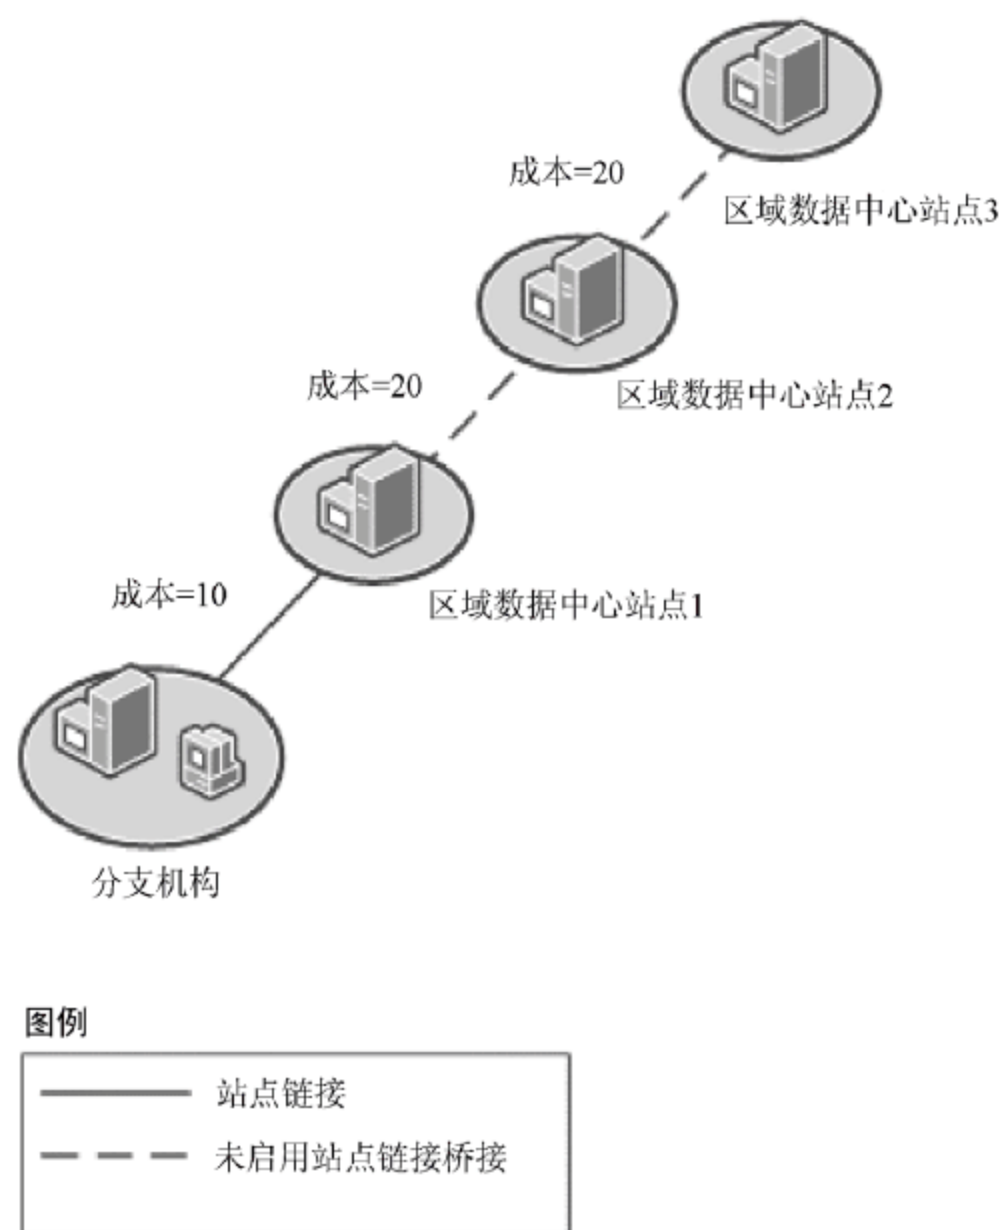 成本=20
区域数据中心站点3
成本=20
区域数据中心站点2
成本=10
区域数据中心站点1
分支机构
图例
站点链接
未启用站点链接桥接